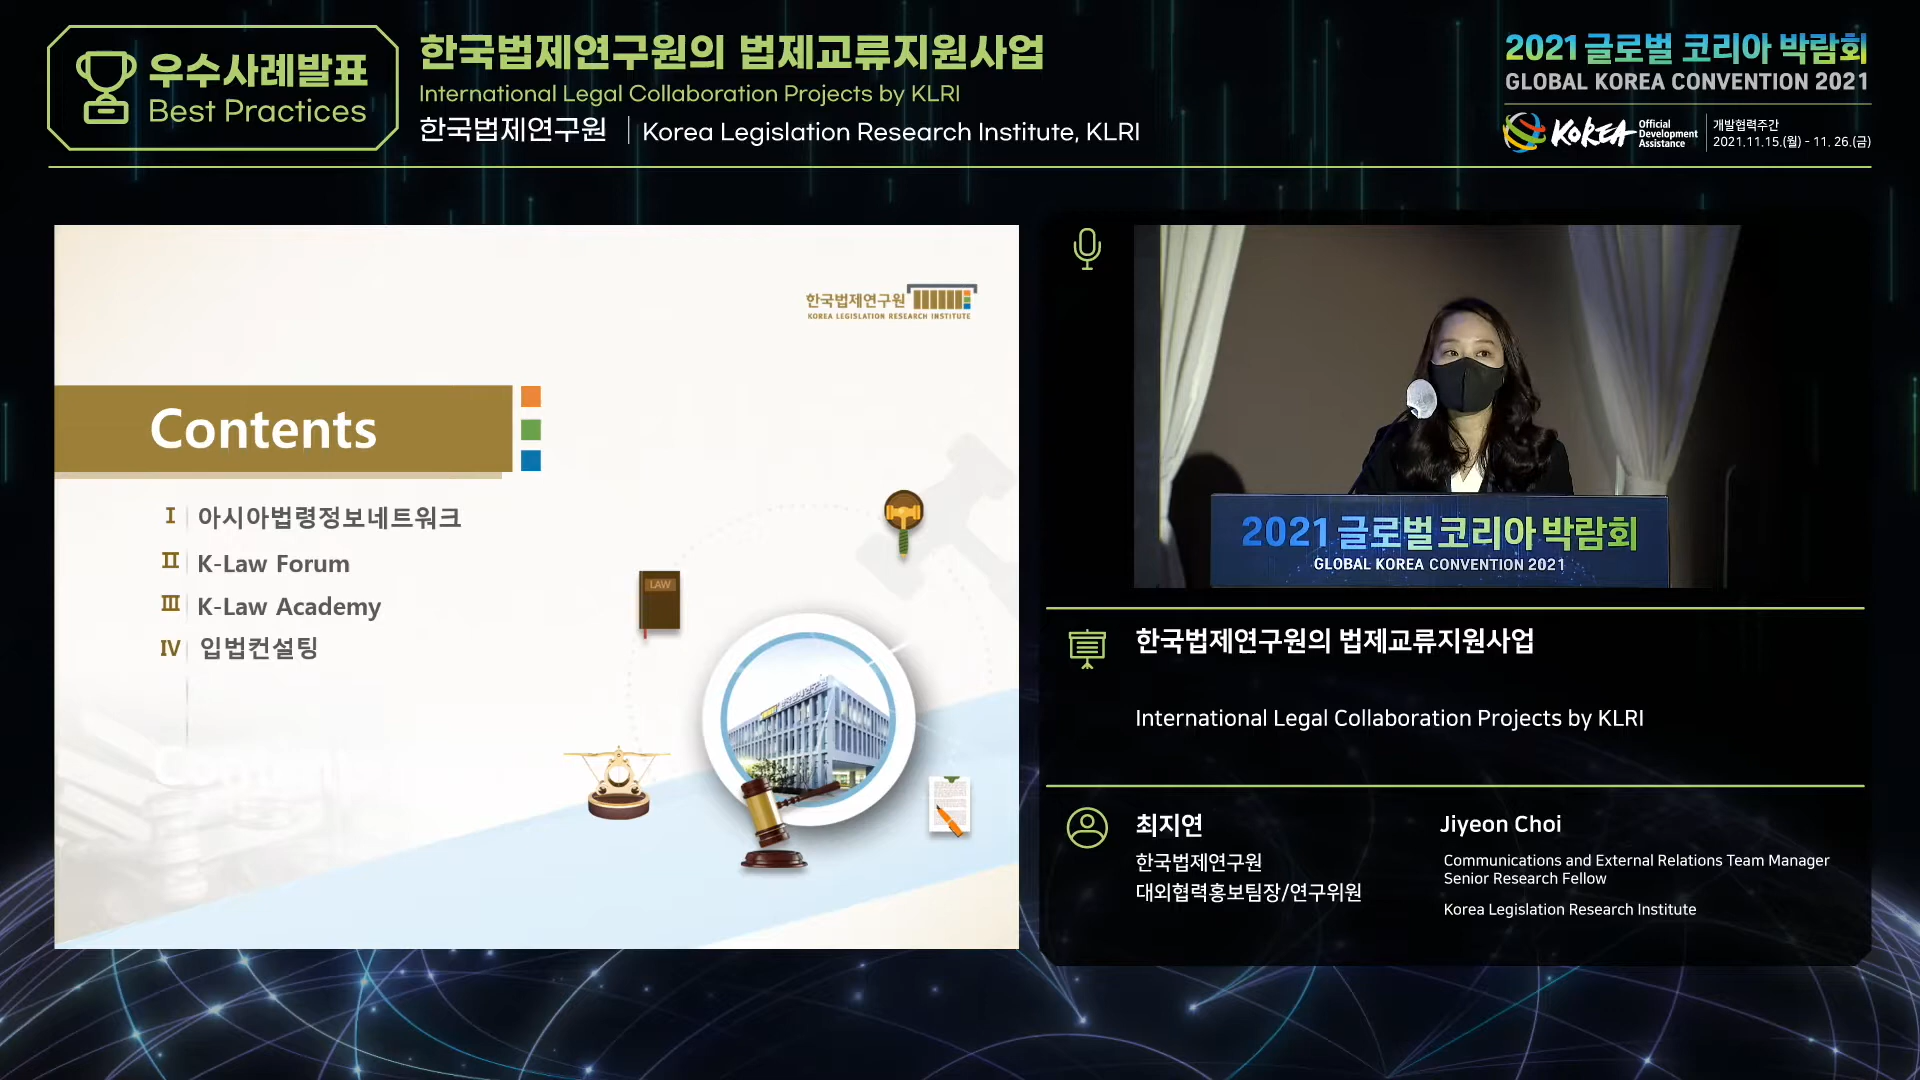 우수사례발표
Best Practices
한국법제연구원의 법제교류지원사업
International Legal Collaboration Projects by KLRI
한국법제연구원 | Korea Legislation Research Institute, KLRI
2021 글로벌 코리아 박람회
GLOBAL KOREA CONVENTION 2021
KOREA
Official
Development
Assistance
개발협력주간
2021.11.15.(월) - 11. 26.(금)
한국법제연구원
KOREA LEGISLATION RESEARCH INSTITUTE
Contents
I 아시아법령정보네트워크
II K-Law Forum
III K-Law Academy
IV 입법컨설팅
LAW
2021 글로벌 코리아 박람회
GLOBAL KOREA CONVENTION 2021
한국법제연구원의 법제교류지원사업
International Legal Collaboration Projects by KLRI
최지연
한국법제연구원
대외협력홍보팀장/연구위원
Jiyeon Choi
Communications and External Relations Team Manager
Senior Research Fellow
Korea Legislation Research Institute